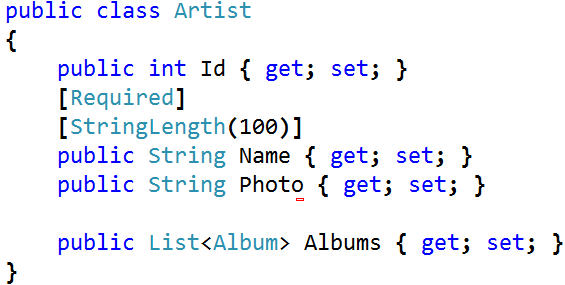 public class Artist
{
    public int Id { get; set; }
    [Required]
    [StringLength(100)]
    public String Name { get; set; }
    public String Photo { get; set; }
    public List<Album> Albums { get; set; }
}